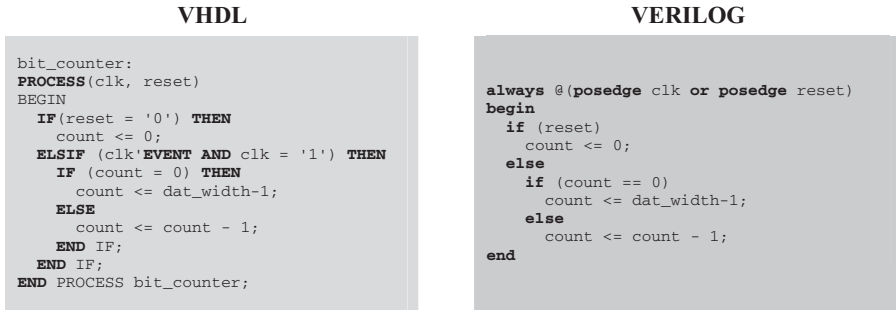 VHDL
bit_counter:
PROCESS(clk, reset)
BEGIN
  IF(reset = '0') THEN
    count <= 0;
  ELSIF (clk'EVENT AND clk = '1') THEN
    IF (count = 0) THEN
      count <= dat_width-1;
    ELSE
      count <= count - 1;
    END IF;
  END IF;
END PROCESS bit_counter;
VERILOG
always @(posedge clk or posedge reset)
begin
  if (reset)
    count <= 0;
  else
    if (count == 0)
      count <= dat_width-1;
    else
      count <= count - 1;
end